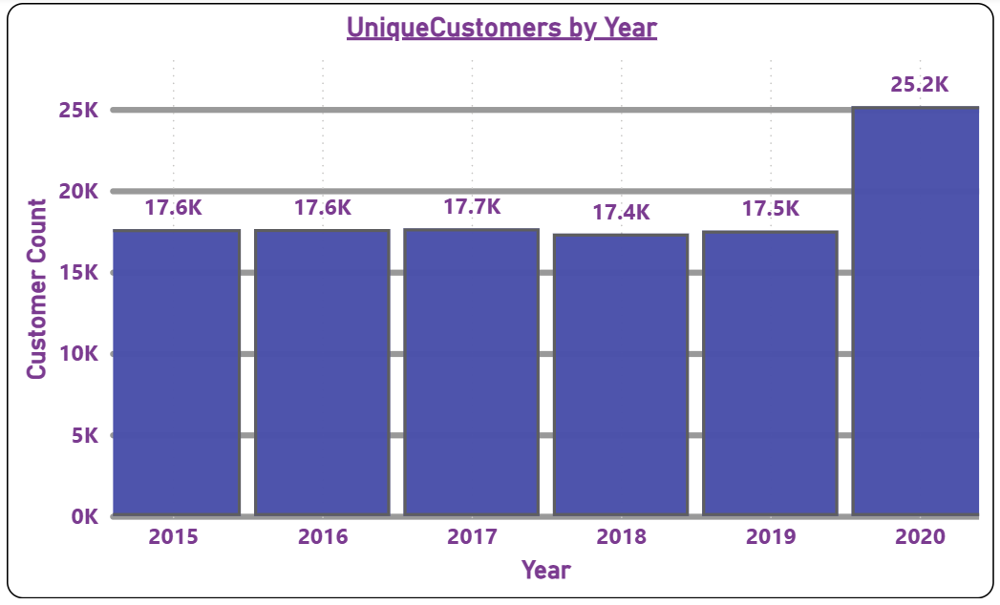 UniqueCustomers by Year
25.2K
25K
20K
17.6K 17.6K 17.7K 17.4K 17.5K
15K
10K
5K
0K
Customer Count
2015 2016 2017 2018 2019 2020
Year